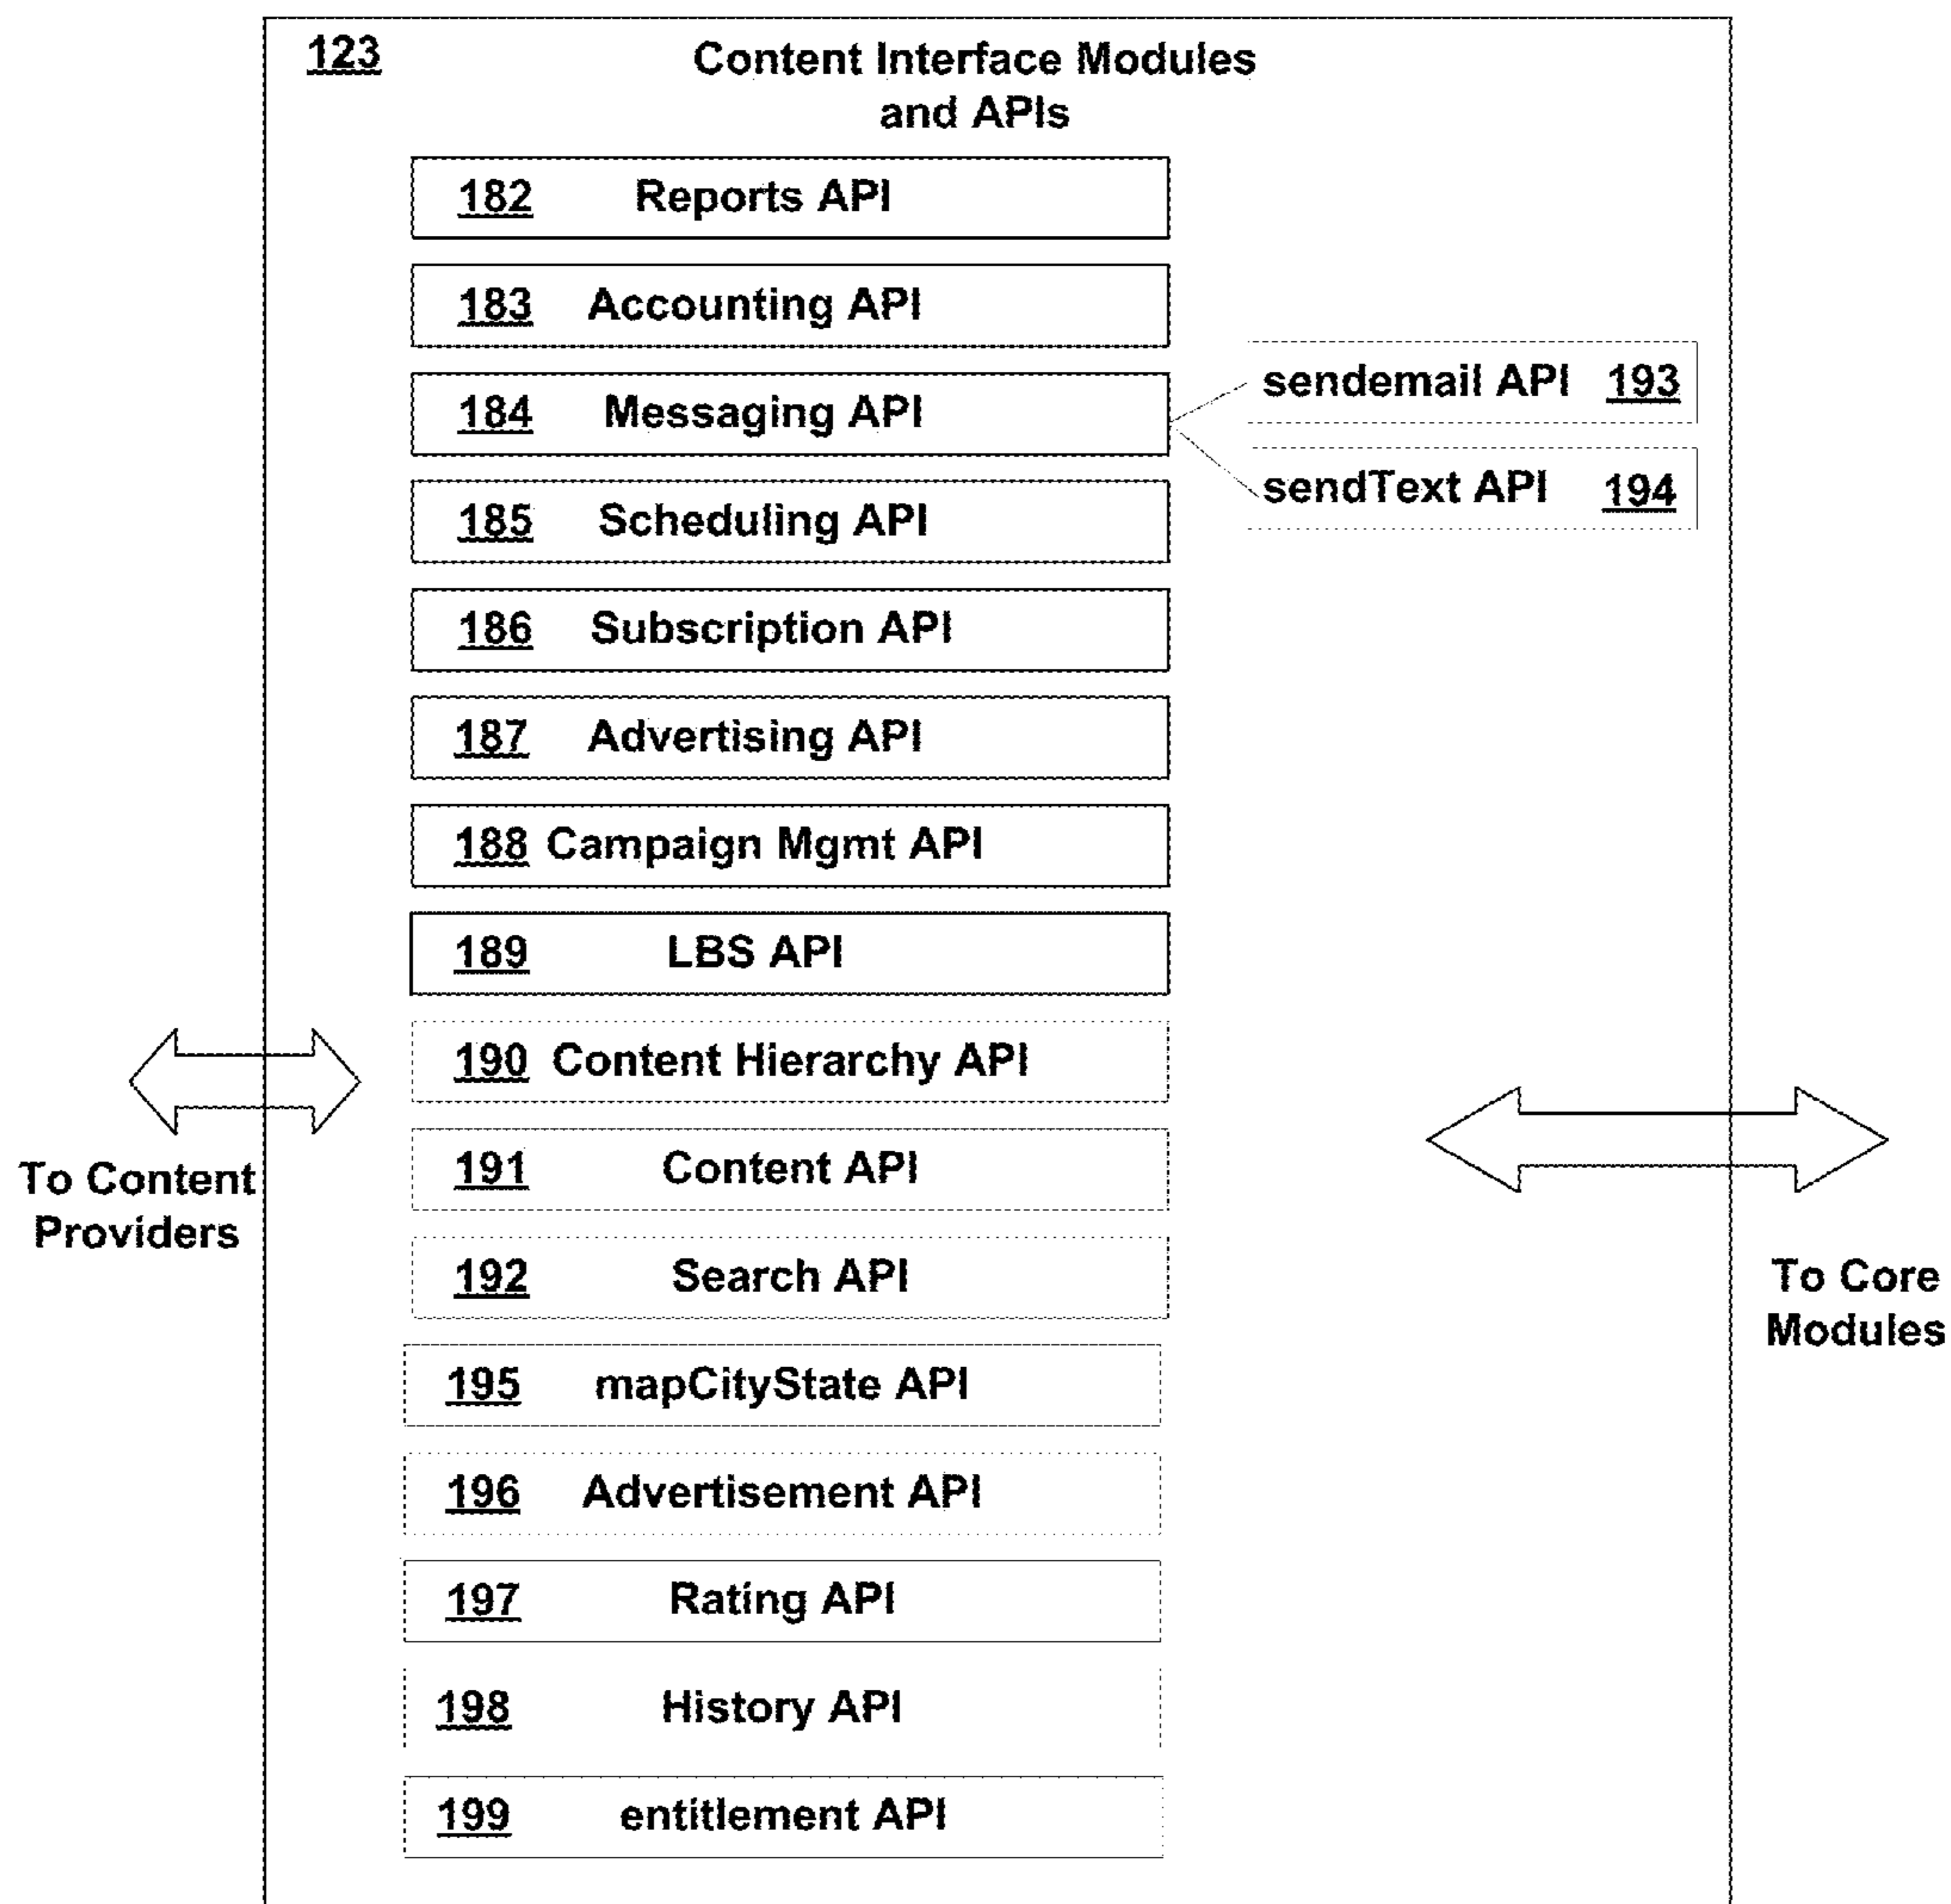 123 Content Interface Modules
and APIs
182 Reports API
183 Accounting API
184 Messaging API
sendemail API 193
sendText API 194
185 Scheduling API
186 Subscription API
187 Advertising API
188 Campaign Mgmt API
189 LBS API
190 Content Hierarchy API
191 Content API
192 Search API
195 mapCityState API
196 Advertisement API
197 Rating API
198 History API
199 entitlement API
To Content
Providers
To Core
Modules